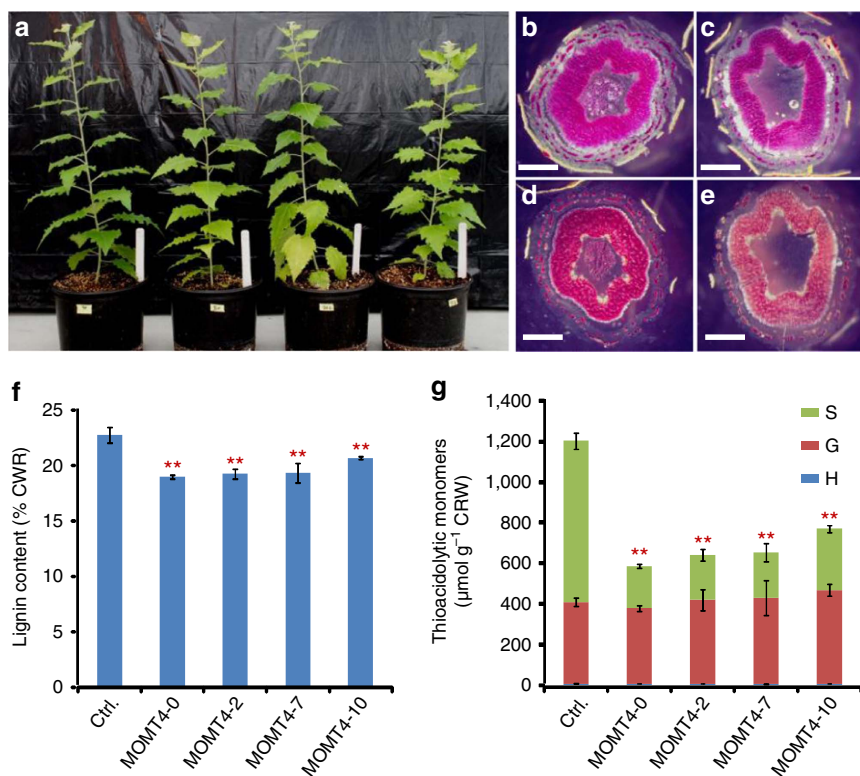 a
b
c
d
e
f
Lignin content (% CWR)
25
20
15
10
5
0
**
**
**
**
Ctrl.
MOMT4-0
MOMT4-2
MOMT4-7
MOMT4-10
g
Thioacidolytic monomers
(μmol g⁻¹ CRW)
1,400
1,200
1,000
800
600
400
200
0
S
G
H
**
**
**
**
Ctrl.
MOMT4-0
MOMT4-2
MOMT4-7
MOMT4-10